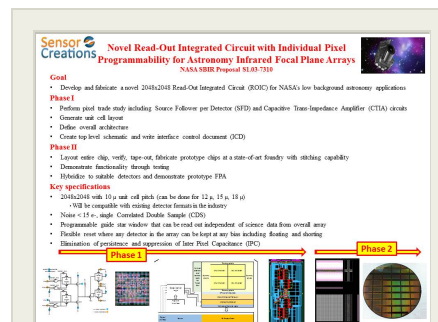 Sensor
Creations
Novel Read-Out Integrated Circuit with Individual Pixel
Programmability for Astronomy Infrared Focal Plane Arrays
NASA SBIR Proposal S1.03-7310
Goal
• Develop and fabricate a novel 2048x2048 Read-Out Integrated Circuit (ROIC) for NASA's low background astronomy applications
Phase I
• Perform pixel trade study including Source Follower per Detector (SFD) and Capacitive Trans-Impedance Amplifier (CTIA) circuits
• Generate unit cell layout
• Define overall architecture
• Create top level schematic and write interface control document (ICD)
Phase II
• Layout entire chip, verify, tape-out, fabricate prototype chips at a state-of-art foundry with stitching capability
• Demonstrate functionality through testing
• Hybridize to suitable detectors and demonstrate prototype FPA
Key specifications
• 2048x2048 with 10 µ unit cell pitch (can be done for 12 µ, 15 µ, 18 µ)
• Will be compatible with existing detector formats in the industry
• Noise < 15 e-, single Correlated Double Sample (CDS)
• Programmable guide star window that can be read out independent of science data from overall array
• Flexible reset where any detector in the array can be kept at any bias including floating and shorting
• Elimination of persistence and suppression of Inter Pixel Capacitance (IPC)
Phase 1
Phase 2